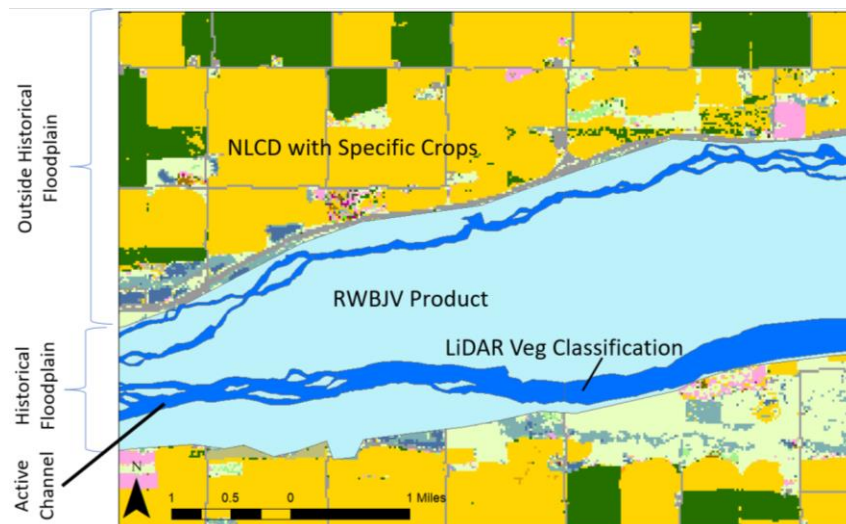 Outside Historical
Floodplain
NLCD with Specific Crops
RWBJV Product
LiDAR Veg Classification
Historical
Floodplain
Active
Channel
N
1 0.5 0 1 Miles